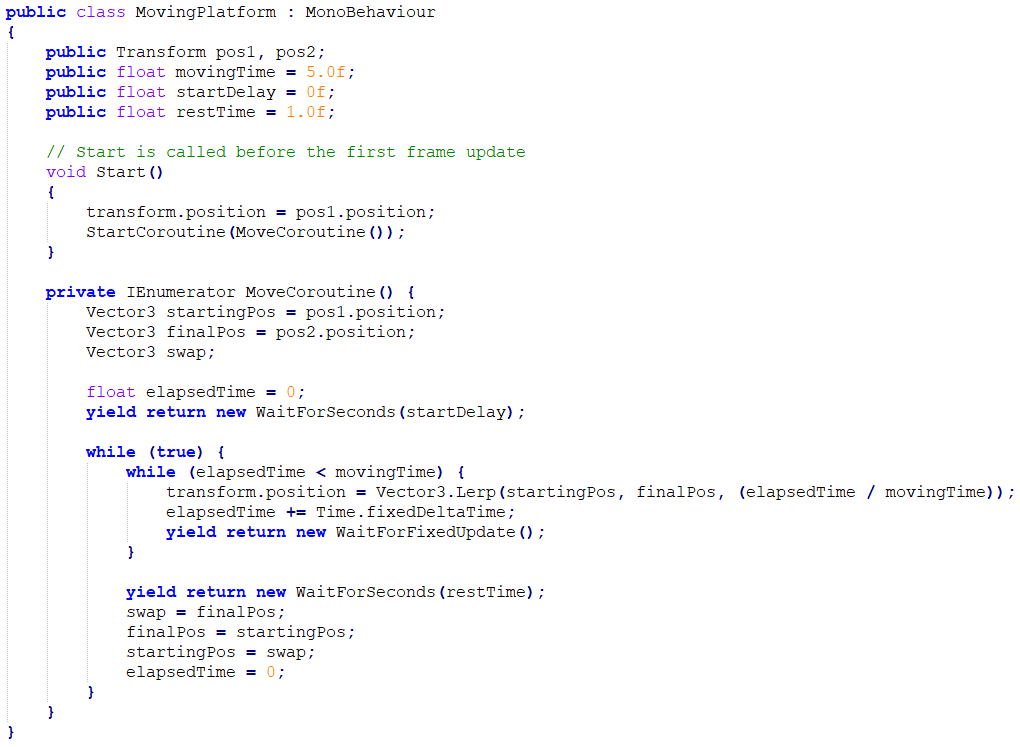 public class MovingPlatform : MonoBehaviour
{
    public Transform pos1, pos2;
    public float movingTime = 5.0f;
    public float startDelay = 0f;
    public float restTime = 1.0f;

    // Start is called before the first frame update
    void Start()
    {
        transform.position = pos1.position;
        StartCoroutine(MoveCoroutine());
    }

    private IEnumerator MoveCoroutine() {
        Vector3 startingPos = pos1.position;
        Vector3 finalPos = pos2.position;
        Vector3 swap;

        float elapsedTime = 0;
        yield return new WaitForSeconds(startDelay);

        while (true) {
            while (elapsedTime < movingTime) {
                transform.position = Vector3.Lerp(startingPos, finalPos, (elapsedTime / movingTime));
                elapsedTime += Time.fixedDeltaTime;
                yield return new WaitForFixedUpdate();
            }

            yield return new WaitForSeconds(restTime);
            swap = finalPos;
            finalPos = startingPos;
            startingPos = swap;
            elapsedTime = 0;
        }
    }
}